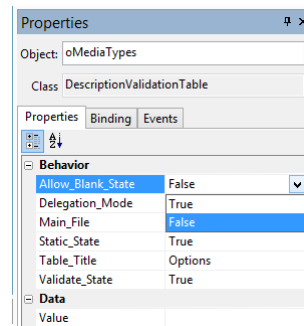 Properties
Object: oMediaTypes
Class DescriptionValidationTable
Properties Binding Events
Behavior
Allow_Blank_State False
Delegation_Mode True
Main_File False
Static_State True
Table_Title Options
Validate_State True
Data
Value